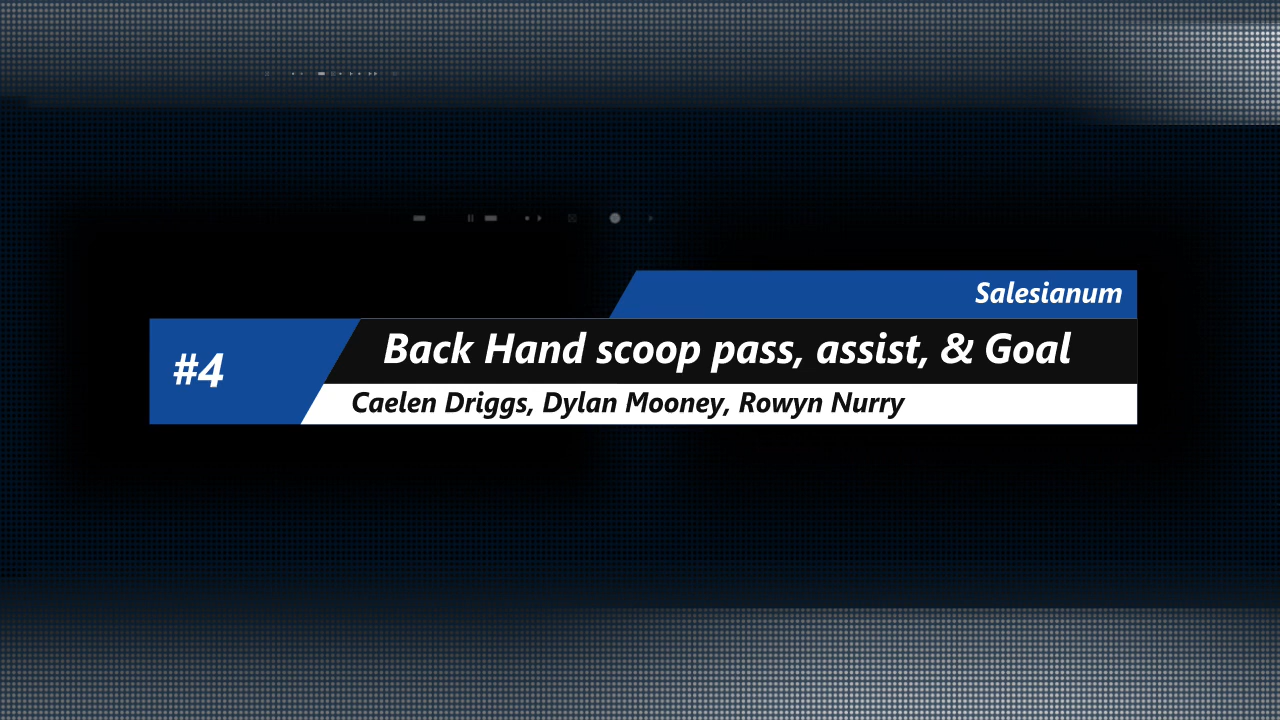 Salesianum
#4
Back Hand scoop pass, assist, & Goal
Caelen Driggs, Dylan Mooney, Rowyn Nurry